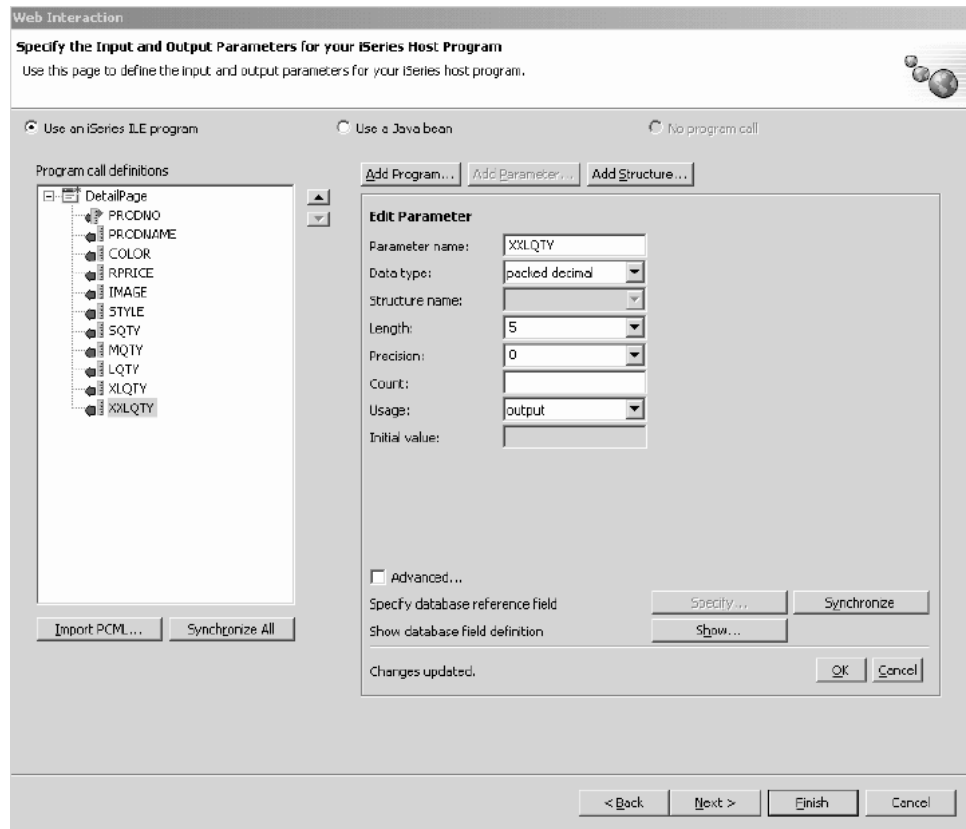 Web Interaction
Specify the Input and Output Parameters for your iSeries Host Program
Use this page to define the input and output parameters for your iSeries host program.
Use an iSeries ILE program
Use a Java bean
No program call
Program call definitions
DetailPage
PRODNO
PRODNAME
COLOR
RPRICE
IMAGE
STYLE
SQTY
MQTY
LQTY
XLQTY
XXLQTY
Import PCML...
Synchronize All
Add Program...
Add Parameter...
Add Structure...
Edit Parameter
Parameter name: XXLQTY
Data type: packed decimal
Structure name:
Length: 5
Precision: 0
Count:
Usage: output
Initial value:
Advanced...
Specify database reference field Specify... Synchronize
Show database field definition Show...
Changes updated. OK Cancel
< Back Next > Finish Cancel